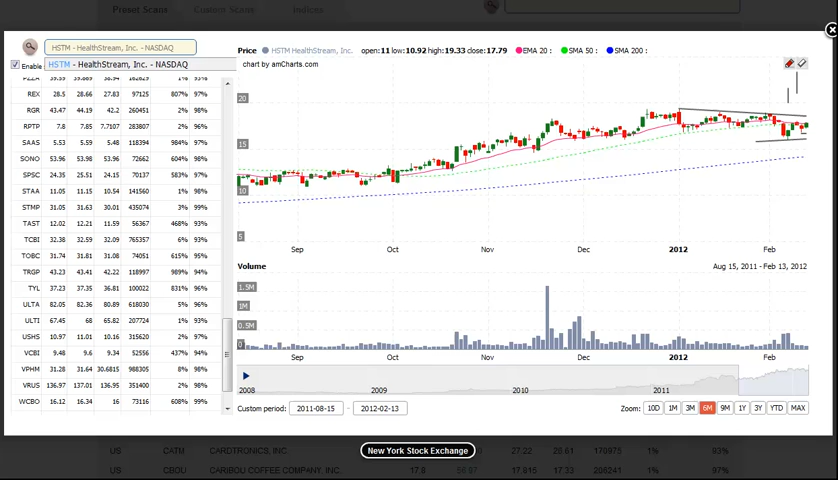 Preset Scans Custom Scans Indices
HSTM - HealthStream, Inc. - NASDAQ
Enable HSTM - HealthStream, Inc. - NASDAQ
Price HSTM HealthStream, Inc. open:11 low:10.92 high:19.33 close:17.79 EMA 20 : SMA 50 : SMA 200 :
chart by amCharts.com
REX 28.5 28.66 27.83 97125 807% 97%
RGR 43.47 44.19 42.2 260451 2% 98%
RPTP 7.8 7.85 7.7107 283807 2% 96%
SAAS 5.53 5.59 5.48 118394 984% 97%
SONO 53.96 53.98 53.96 72662 604% 98%
SPSC 24.35 25.51 24.15 70137 583% 97%
STAA 11.05 11.15 10.54 141560 1% 98%
STMP 31.05 31.63 30.01 435074 3% 99%
TAST 12.02 12.21 11.59 56367 468% 93%
TCBI 32.38 32.59 32.09 765357 6% 93%
TOBC 31.74 31.81 31.08 74051 615% 95%
TRGP 43.23 43.41 42.22 118997 989% 94%
TYL 37.23 37.35 36.81 100022 831% 96%
ULTA 82.05 82.36 80.89 618030 5% 96%
ULTI 67.45 68 65.82 207724 1% 93%
USHS 10.97 11.01 10.16 315620 2% 97%
VCBI 9.48 9.6 9.34 52556 437% 94%
VPHM 31.28 31.64 30.6815 988305 8% 98%
VRUS 136.97 137.01 136.95 351400 2% 98%
WCBO 16.12 16.34 16 73116 608% 99%
20
15
10
5
Sep Oct Nov Dec 2012 Feb
Volume Aug 15, 2011 - Feb 13, 2012
1.5M
1M
0.5M
0
Sep Oct Nov Dec 2012 Feb
2008 2009 2010 2011
Custom period: 2011-08-15 - 2012-02-13 Zoom: 10D 1M 3M 6M 9M 1Y 3Y YTD MAX
New York Stock Exchange
US CATM CARDTRONICS, INC. 27.22 26.61 170975 1% 93%
US CBOU CARIBOU COFFEE COMPANY, INC. 17.9 17.815 17.33 206241 1% 97%